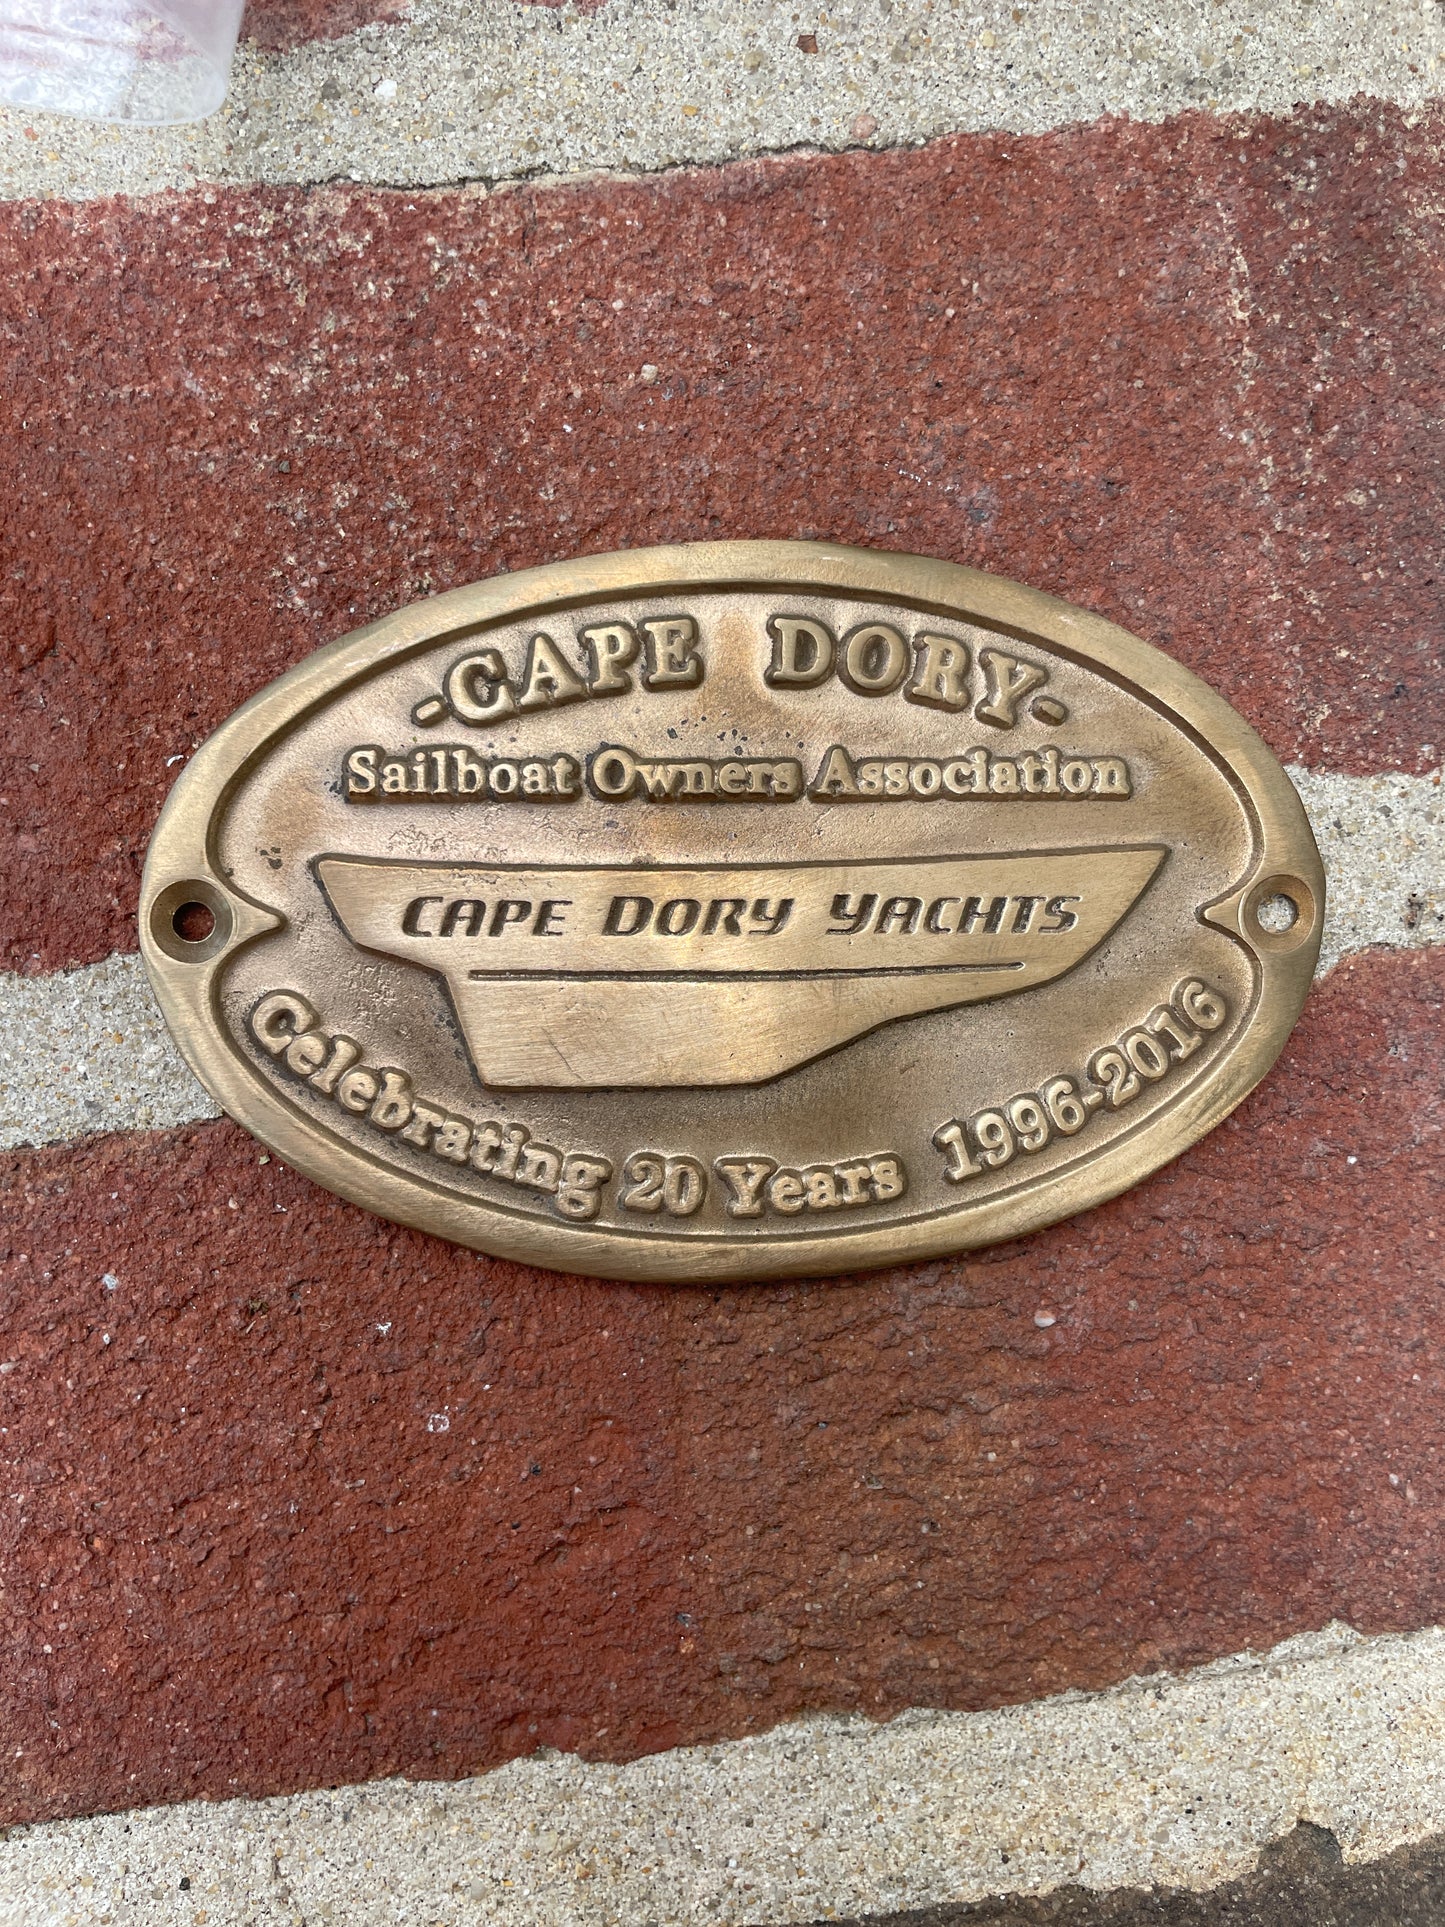 -CAPE DORY-
Sailboat Owners Association
CAPE DORY YACHTS
Celebrating 20 Years 1996-2016